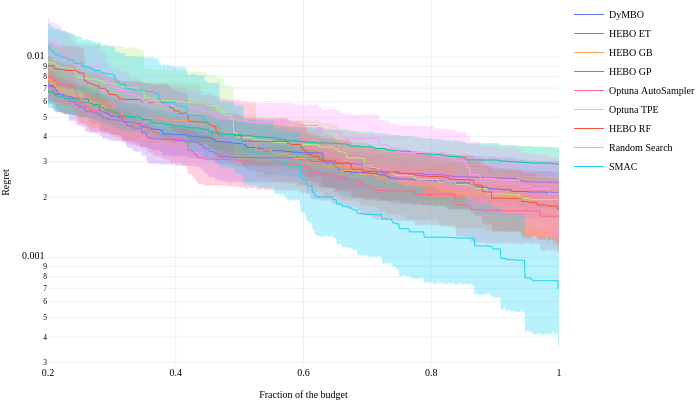 0.01
9
8
7
6
5
4
3
2
0.001
9
8
7
6
5
4
3
Regret
0.2
0.4
0.6
0.8
1
Fraction of the budget
DyMBO
HEBO ET
HEBO GB
HEBO GP
Optuna AutoSampler
Optuna TPE
HEBO RF
Random Search
SMAC